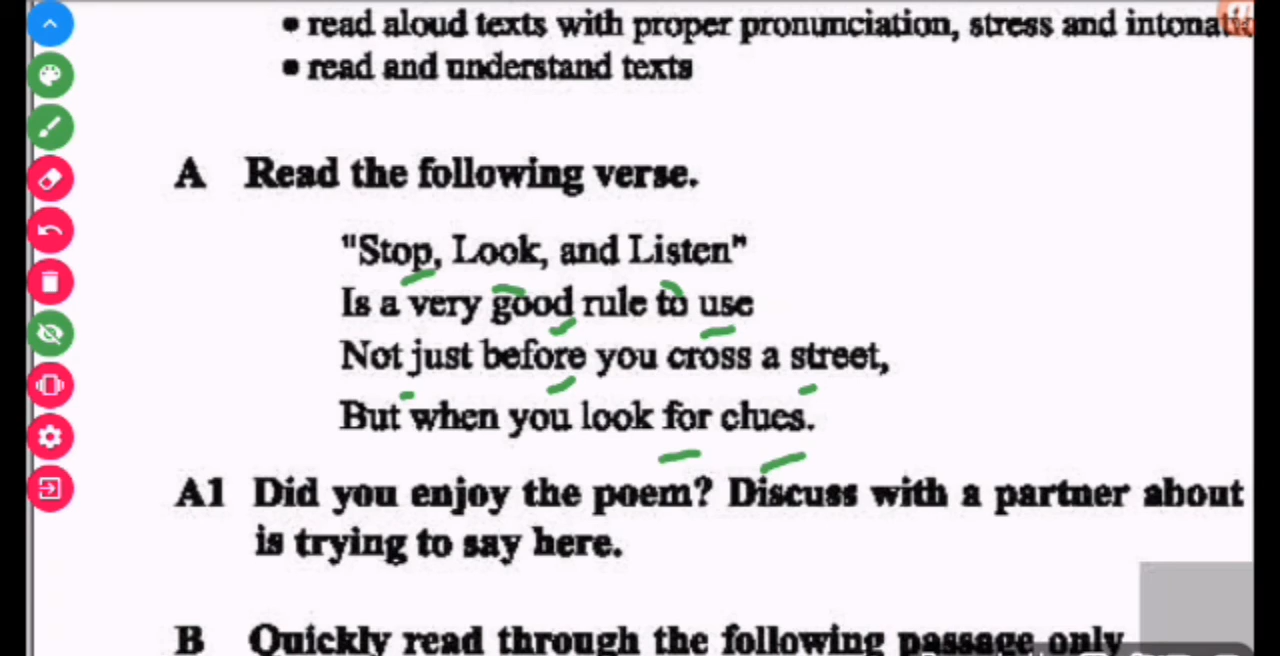 • read aloud texts with proper pronunciation, stress and
• read and understand texts
A Read the following verse.
"Stop, Look, and Listen"
Is a very good rule to use
Not just before you cross a street,
But when you look for clues.
A1 Did you enjoy the poem? Discuss with a partner about
is trying to say here.
B Quickly read through the following passage only